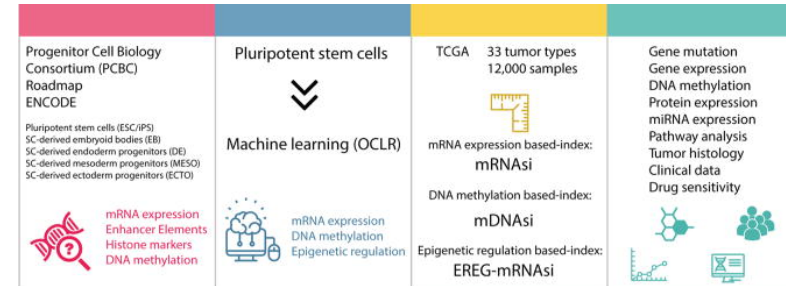 Progenitor Cell Biology
Consortium (PCBC)
Roadmap
ENCODE
Pluripotent stem cells (ESC/iPS)
SC-derived embryoid bodies (EB)
SC-derived endoderm progenitors (DE)
SC-derived mesoderm progenitors (MESO)
SC-derived ectoderm progenitors (ECTO)
mRNA expression
Enhancer Elements
Histone markers
DNA methylation
Pluripotent stem cells
Machine learning (OCLR)
mRNA expression
DNA methylation
Epigenetic regulation
TCGA 33 tumor types
12,000 samples
mRNA expression based-index:
mRNAsi
DNA methylation based-index:
mDNAsi
Epigenetic regulation based-index:
EREG-mRNAsi
Gene mutation
Gene expression
DNA methylation
Protein expression
miRNA expression
Pathway analysis
Tumor histology
Clinical data
Drug sensitivity